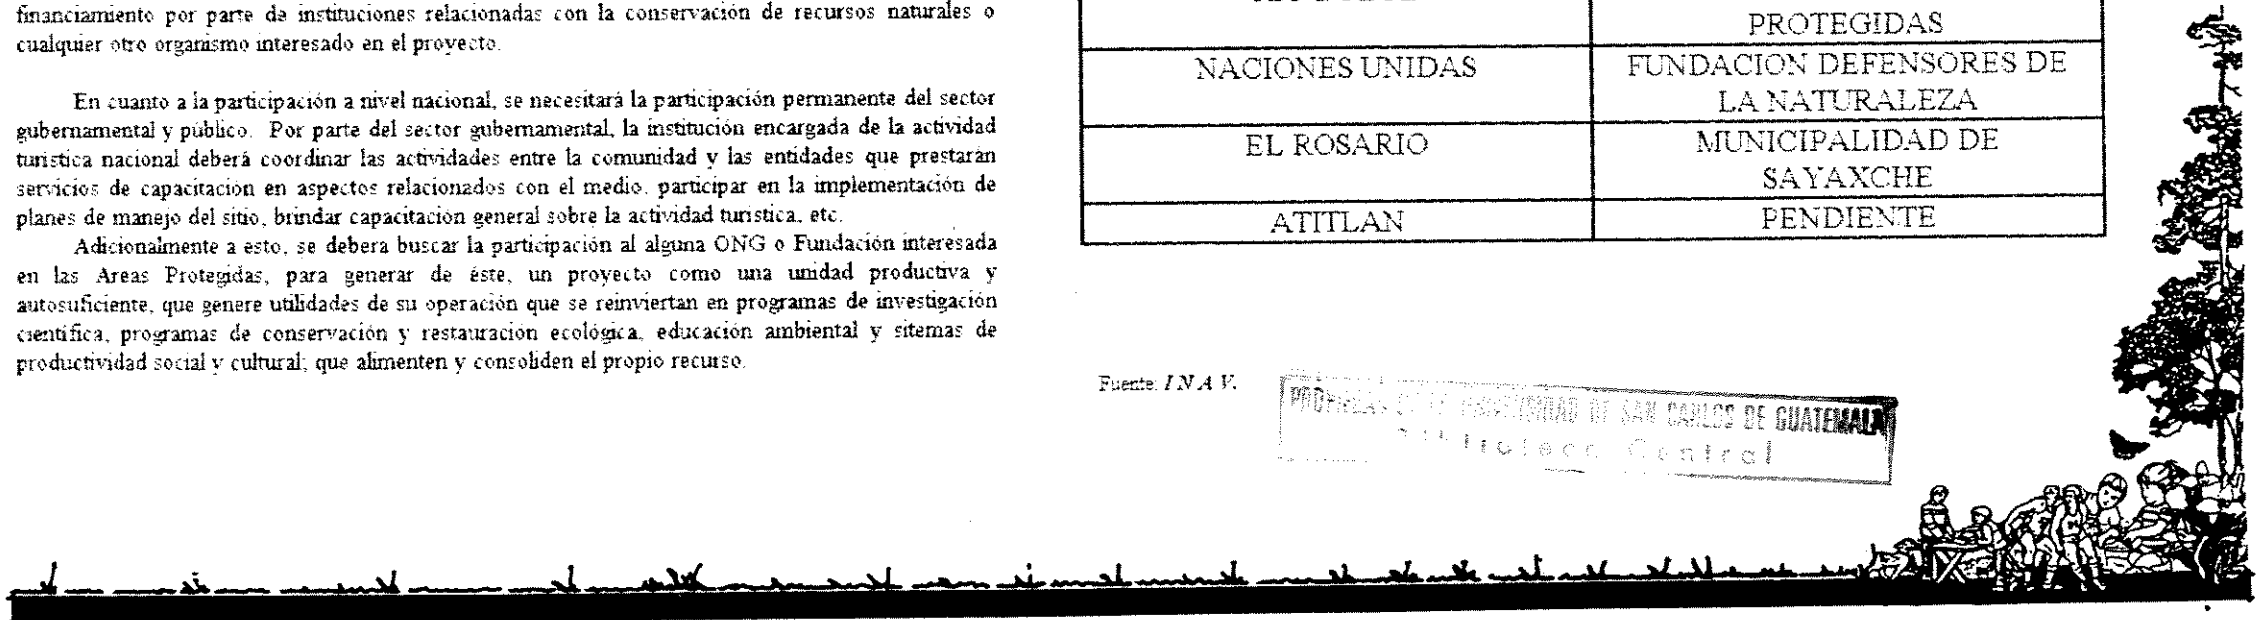 financiamiento por parte de instituciones relacionadas con la conservación de recursos naturales o
cualquier otro organismo interesado en el proyecto.
En cuanto a la participación a nivel nacional, se necesitará la participación permanente del sector
gubernamental y público. Por parte del sector gubernamental, la institución encargada de la actividad
turistica nacional deberá coordinar las actividades entre la comunidad y las entidades que prestarán
servicios de capacitación en aspectos relacionados con el medio, participar en la implementación de
planes de manejo del sitio, brindar capacitación general sobre la actividad turistica, etc.
Adicionalmente a esto, se debera buscar la participación al alguna ONG o Fundación interesada
en las Areas Protegidas, para generar de éste, un proyecto como una unidad productiva y
autosuficiente, que genere utilidades de su operación que se reinviertan en programas de investigación
científica, programas de conservación y restauración ecológica, educación ambiental y sitemas de
productividad social y cultural; que alimenten y consoliden el propio recurso.
PROTEGIDAS
NACIONES UNIDAS FUNDACION DEFENSORES DE
LA NATURALEZA
EL ROSARIO MUNICIPALIDAD DE
SAYAXCHE
ATITLAN PENDIENTE
Fuente: I N A V.
DE SAN CARLOS DE GUATEMALA
Central